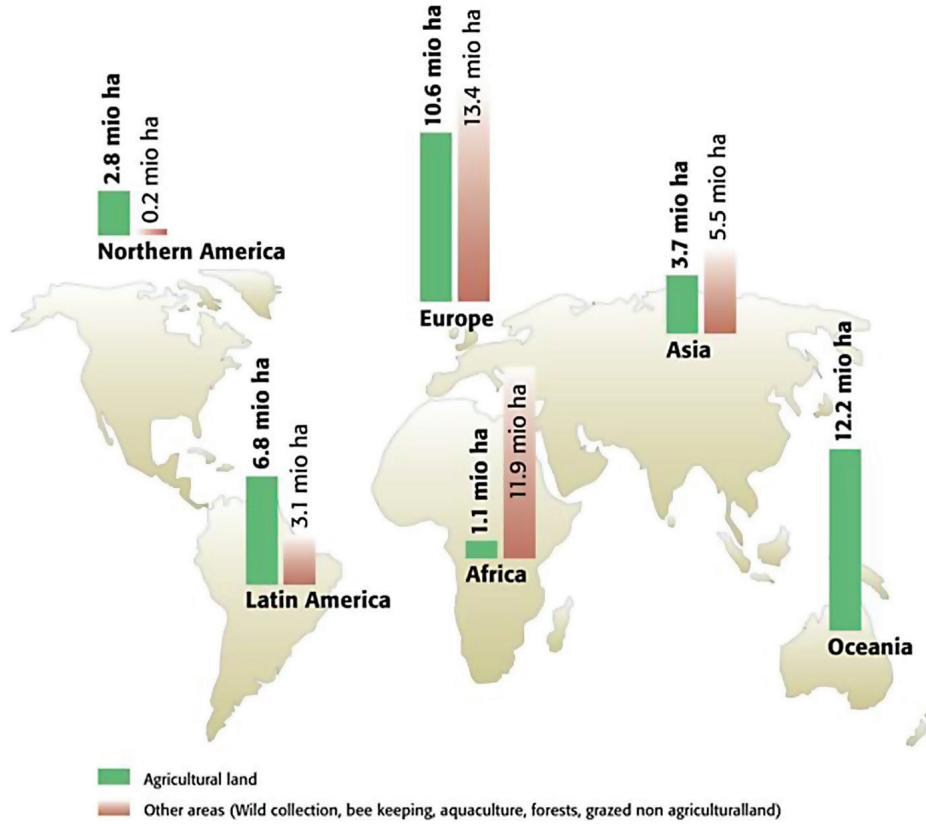 2.8 mio ha
0.2 mio ha
Northern America
10.6 mio ha
13.4 mio ha
Europe
3.7 mio ha
5.5 mio ha
Asia
6.8 mio ha
3.1 mio ha
Latin America
1.1 mio ha
11.9 mio ha
Africa
12.2 mio ha
Oceania
Agricultural land
Other areas (Wild collection, bee keeping, aquaculture, forests, grazed non agriculturalland)